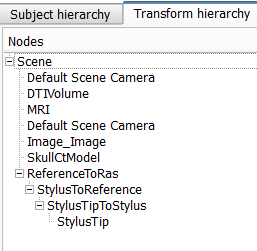 Subject hierarchy
Transform hierarchy
Nodes
Scene
Default Scene Camera
DTIVolume
MRI
Default Scene Camera
Image_Image
SkullCtModel
ReferenceToRas
StylusToReference
StylusTipToStylus
StylusTip